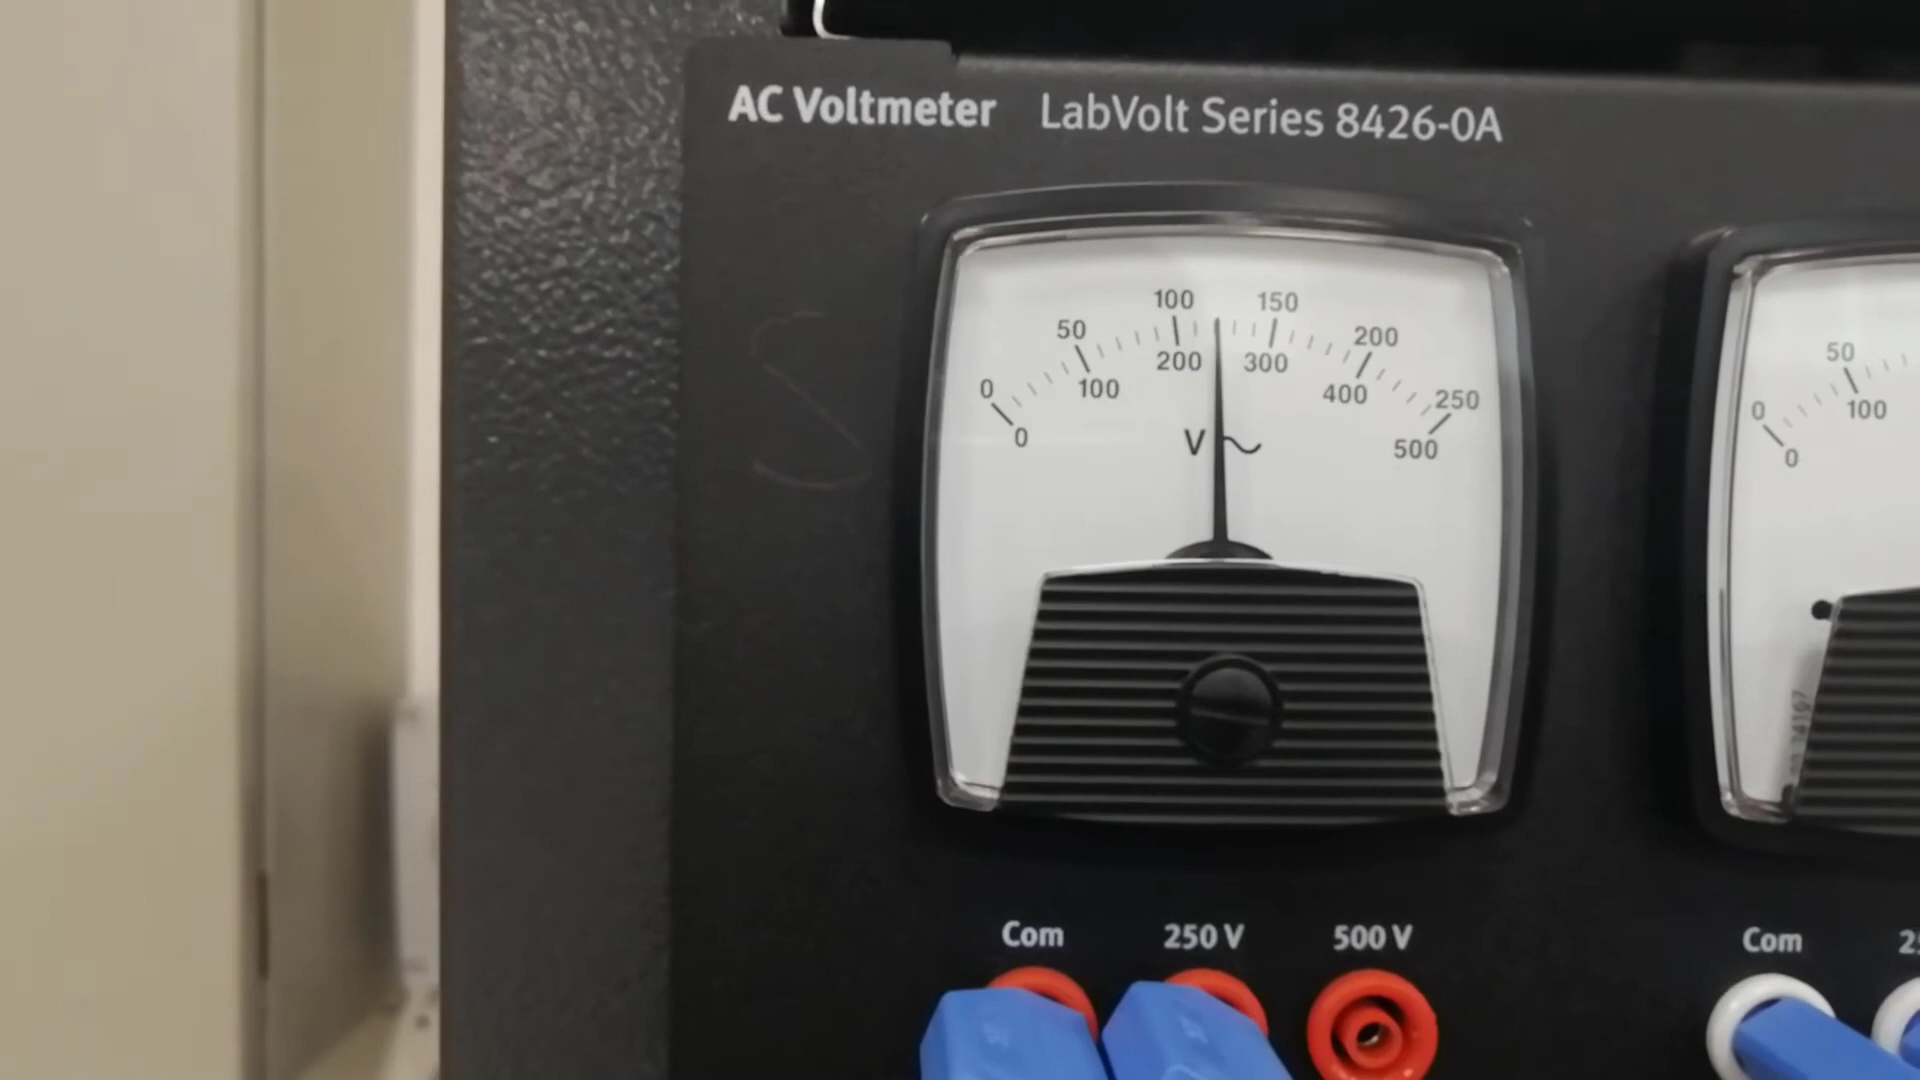 AC Voltmeter LabVolt Series 8426-0A
0 50 100 150 200 250
0 100 200 300 400 500
V~
0 50
0 100
Com 250 V 500 V
Com